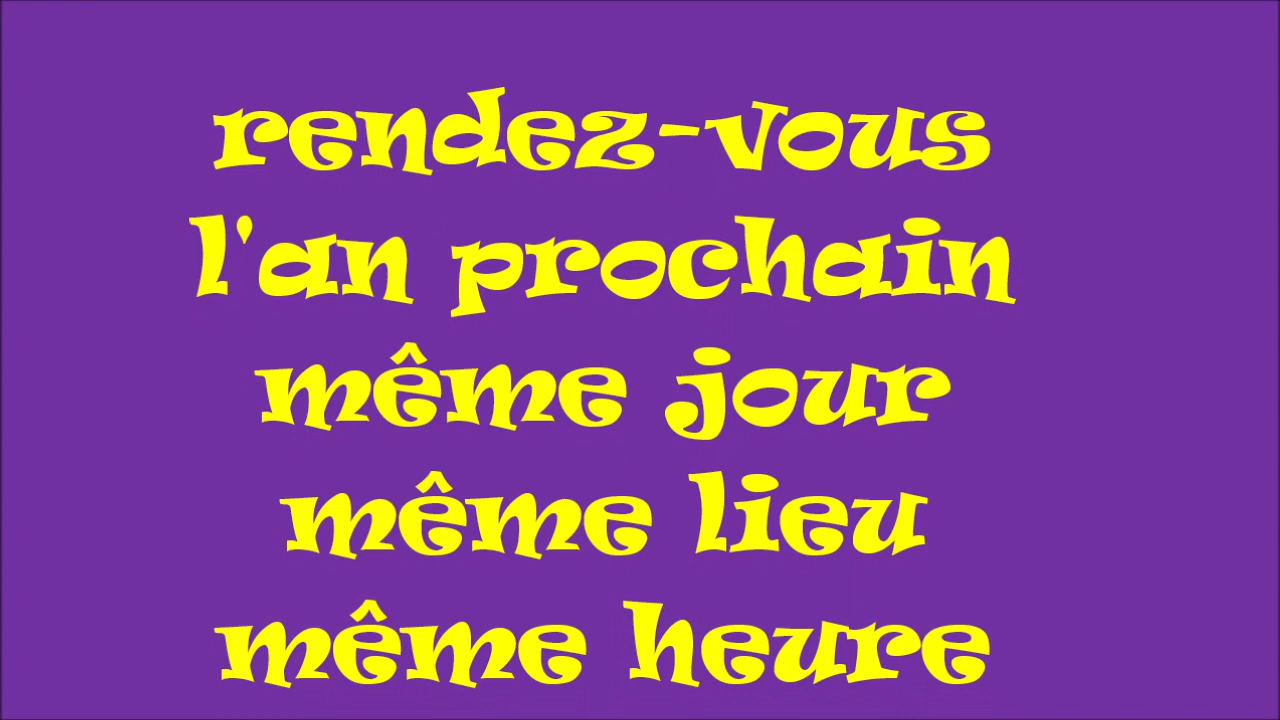 rendez-vous
l'an prochain
même jour
même lieu
même heure